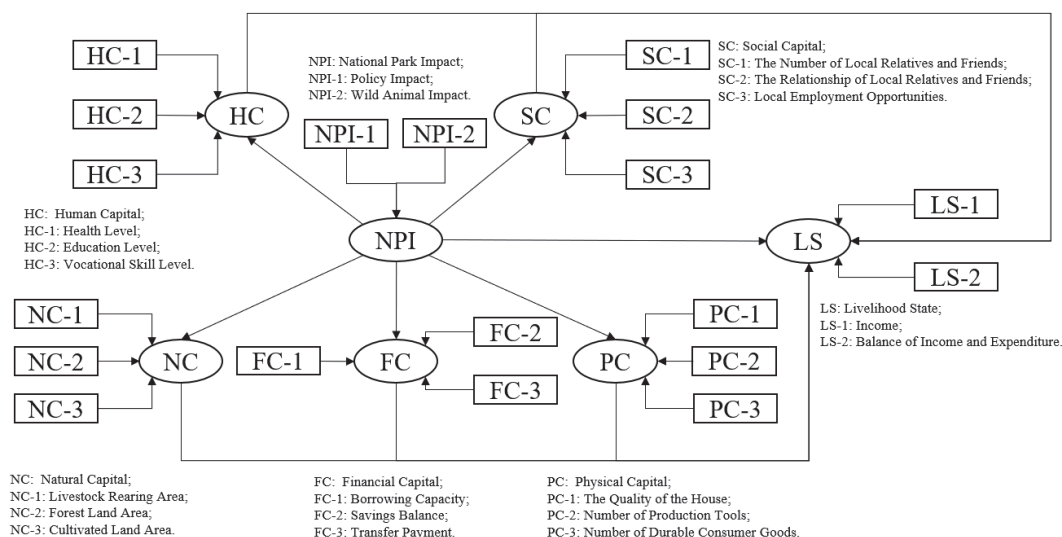 HC-1
HC-2
HC-3
HC
NPI: National Park Impact;
NPI-1: Policy Impact;
NPI-2: Wild Animal Impact.
NPI-1
NPI-2
SC
SC-1
SC-2
SC-3
SC: Social Capital;
SC-1: The Number of Local Relatives and Friends;
SC-2: The Relationship of Local Relatives and Friends;
SC-3: Local Employment Opportunities.
HC: Human Capital;
HC-1: Health Level;
HC-2: Education Level;
HC-3: Vocational Skill Level.
NPI
LS
LS-1
LS-2
LS: Livelihood State;
LS-1: Income;
LS-2: Balance of Income and Expenditure.
NC-1
NC-2
NC-3
NC
FC-1
FC
FC-2
FC-3
PC
PC-1
PC-2
PC-3
NC: Natural Capital;
NC-1: Livestock Rearing Area;
NC-2: Forest Land Area;
NC-3: Cultivated Land Area.
FC: Financial Capital;
FC-1: Borrowing Capacity;
FC-2: Savings Balance;
FC-3: Transfer Payment.
PC: Physical Capital;
PC-1: The Quality of the House;
PC-2: Number of Production Tools;
PC-3: Number of Durable Consumer Goods.